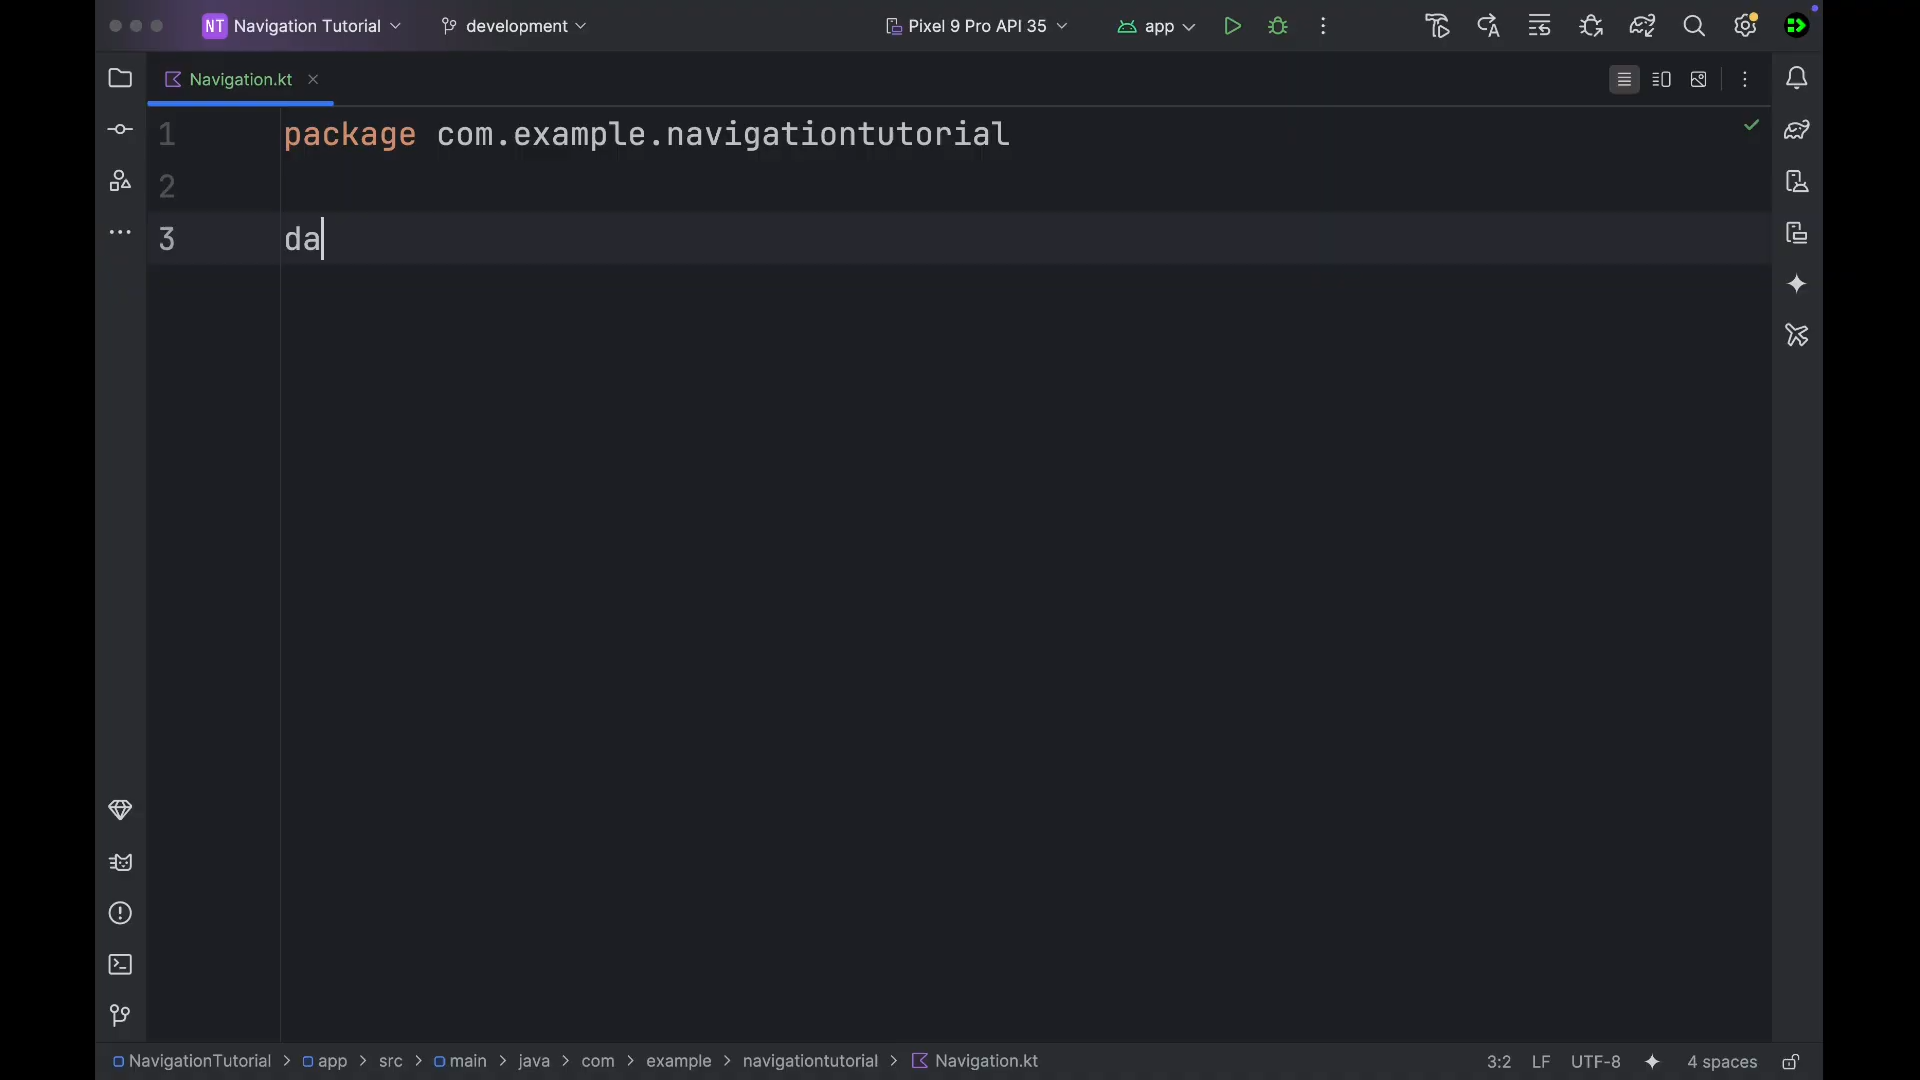 NT Navigation Tutorial development Pixel 9 Pro API 35 app
Navigation.kt
1 package com.example.navigationtutorial
2
3 da
NavigationTutorial > app > src > main > java > com > example > navigationtutorial > Navigation.kt 3:2 LF UTF-8 4 spaces